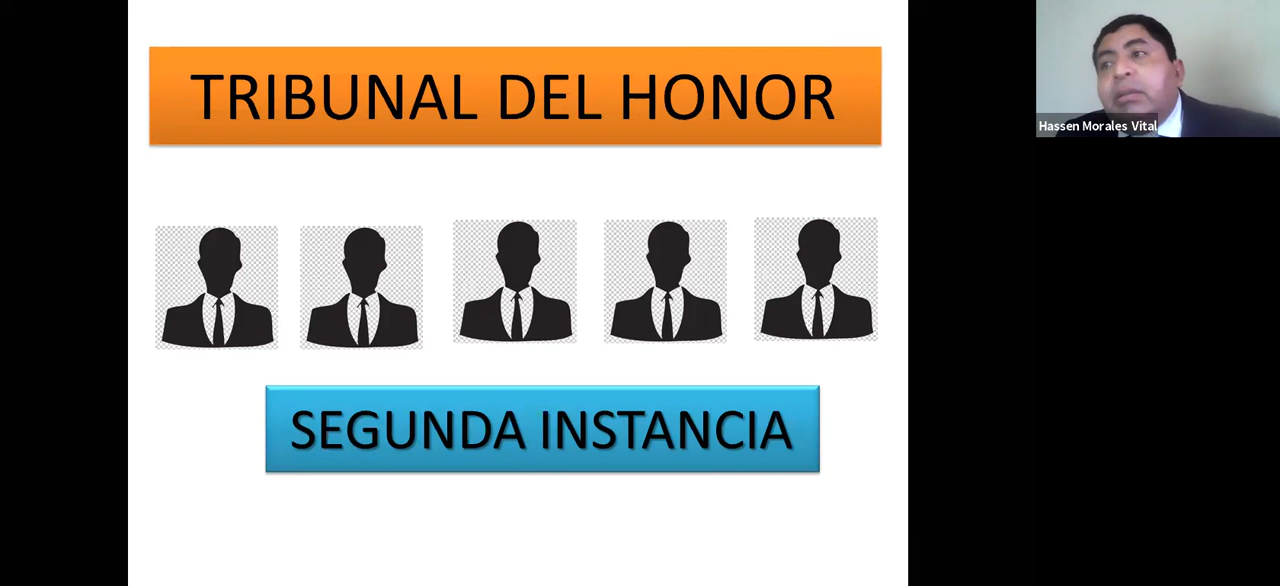 TRIBUNAL DEL HONOR
Hassen Morales Vital
SEGUNDA INSTANCIA